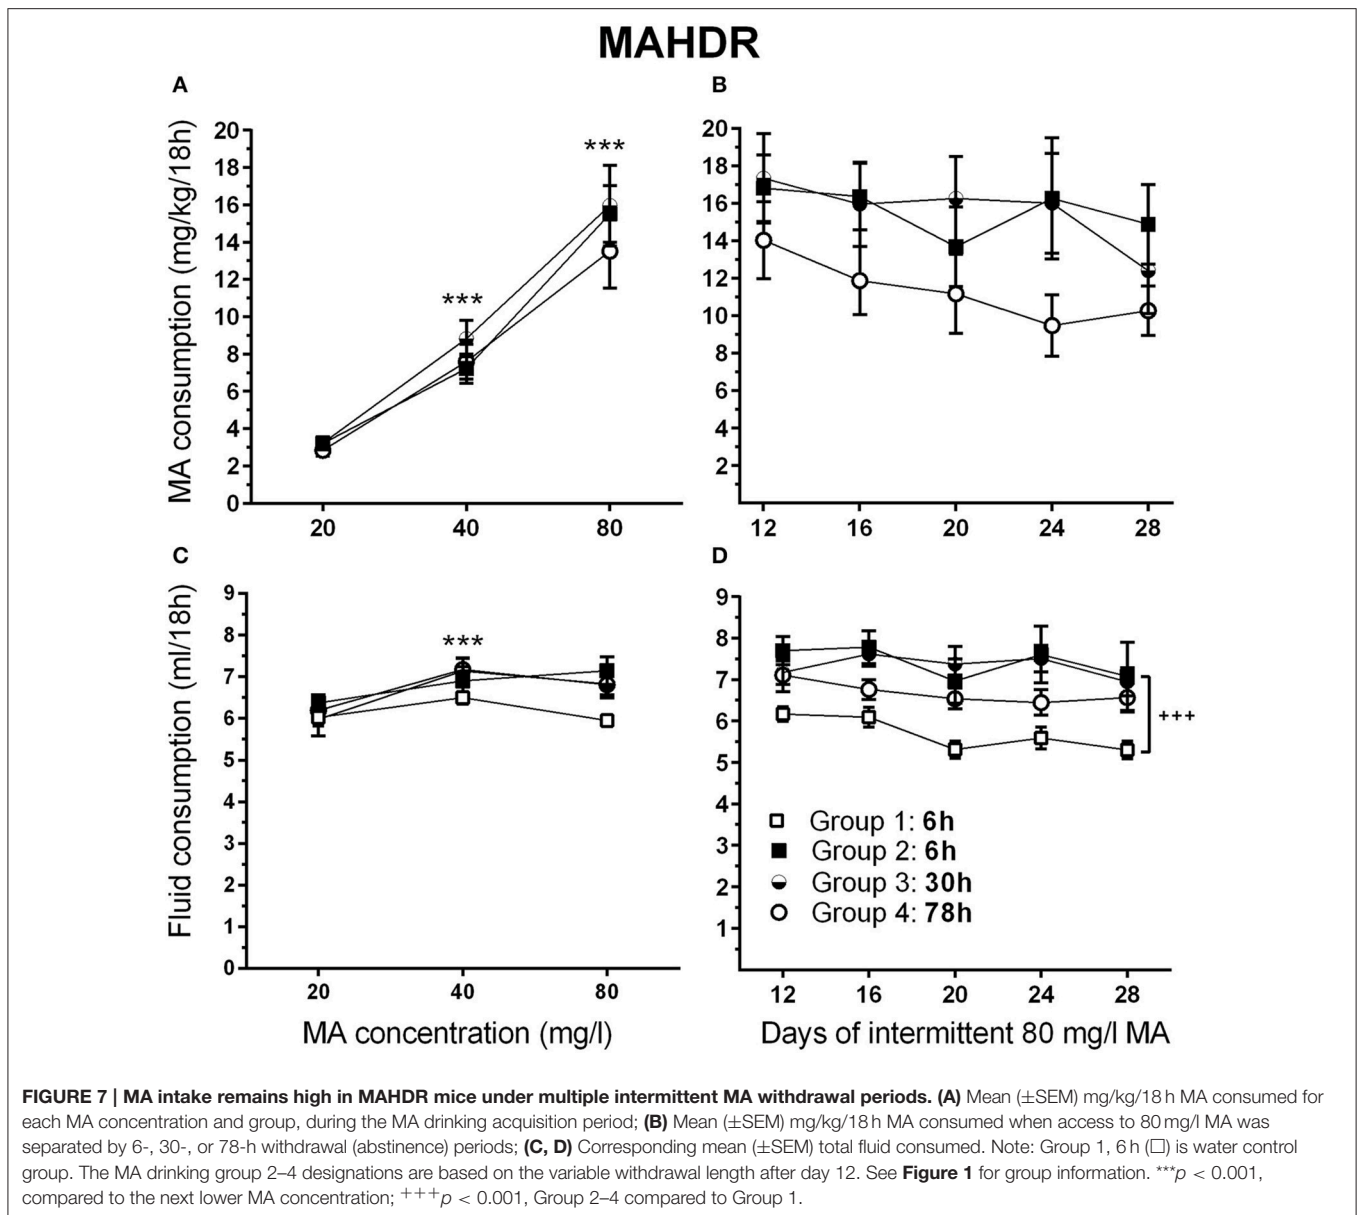 MAHDR
A
MA consumption (mg/kg/18h)
20
18
16
14
12
10
8
6
4
2
0
***
***
20 40 80
B
20
18
16
14
12
10
8
6
4
2
12 16 20 24 28
C
Fluid consumption (ml/18h)
9
8
7
6
5
4
3
2
1
0
***
20 40 80
MA concentration (mg/l)
D
9
8
7
6
5
4
3
2
1
+++
Group 1: 6h
Group 2: 6h
Group 3: 30h
Group 4: 78h
12 16 20 24 28
Days of intermittent 80 mg/l MA
FIGURE 7 | MA intake remains high in MAHDR mice under multiple intermittent MA withdrawal periods. (A) Mean (±SEM) mg/kg/18 h MA consumed for
each MA concentration and group, during the MA drinking acquisition period; (B) Mean (±SEM) mg/kg/18 h MA consumed when access to 80 mg/l MA was
separated by 6-, 30-, or 78-h withdrawal (abstinence) periods; (C, D) Corresponding mean (±SEM) total fluid consumed. Note: Group 1, 6 h (□) is water control
group. The MA drinking group 2–4 designations are based on the variable withdrawal length after day 12. See Figure 1 for group information. ***p < 0.001,
compared to the next lower MA concentration; +++p < 0.001, Group 2–4 compared to Group 1.